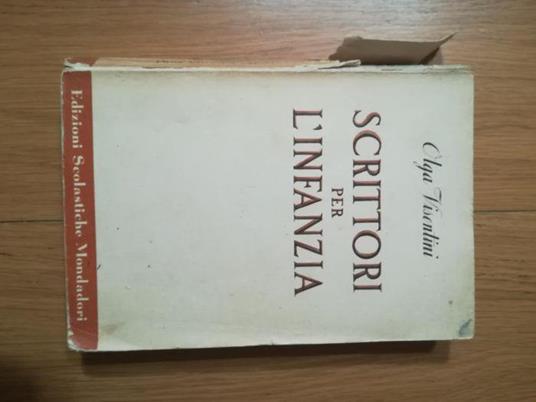 Olga Visentini
SCRITTORI
PER
L'INFANZIA
Edizioni Scolastiche Mondadori